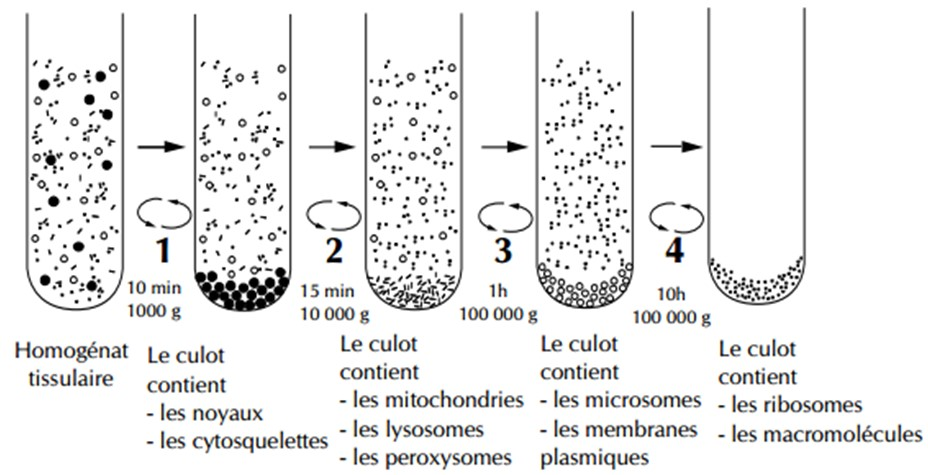 1
10 min
1000 g
2
15 min
10 000 g
3
1h
100 000 g
4
10h
100 000 g
Homogénat
tissulaire
Le culot
contient
- les noyaux
- les cytosquelettes
Le culot
contient
- les mitochondries
- les lysosomes
- les peroxysomes
Le culot
contient
- les microsomes
- les membranes
plasmiques
Le culot
contient
- les ribosomes
- les macromolécules